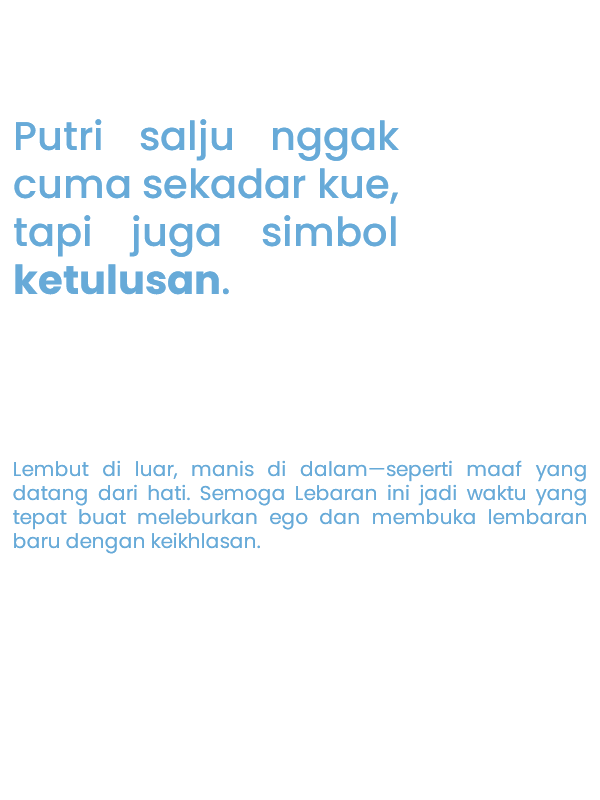 Putri salju nggak
cuma sekadar kue,
tapi juga simbol
ketulusan.
Lembut di luar, manis di dalam—seperti maaf yang
datang dari hati. Semoga Lebaran ini jadi waktu yang
tepat buat meleburkan ego dan membuka lembaran
baru dengan keikhlasan.